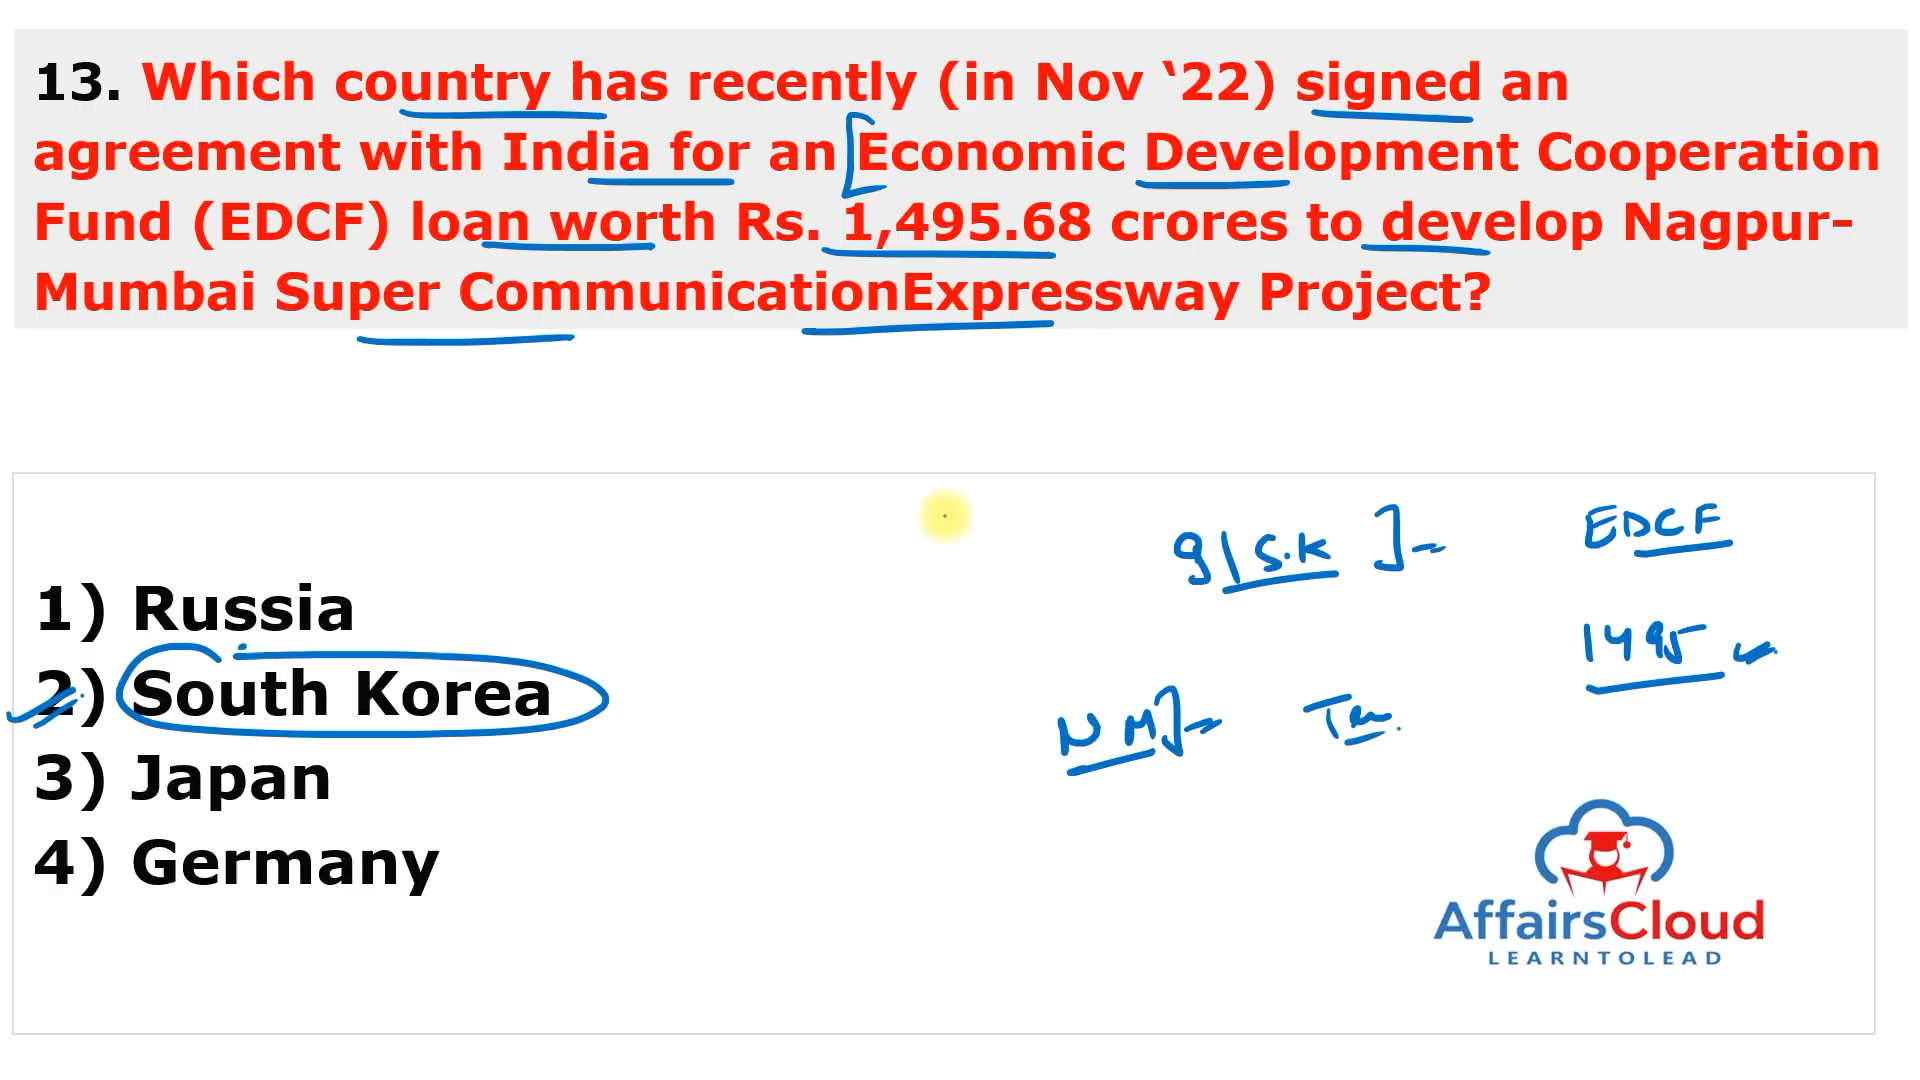 13. Which country has recently (in Nov ‘22) signed an
agreement with India for an Economic Development Cooperation
Fund (EDCF) loan worth Rs. 1,495.68 crores to develop Nagpur-
Mumbai Super CommunicationExpressway Project?
EDCF
S.K
1) Russia
1495
2) South Korea
N M
3) Japan
4) Germany
AffairsCloud
LEARNTOLEAD